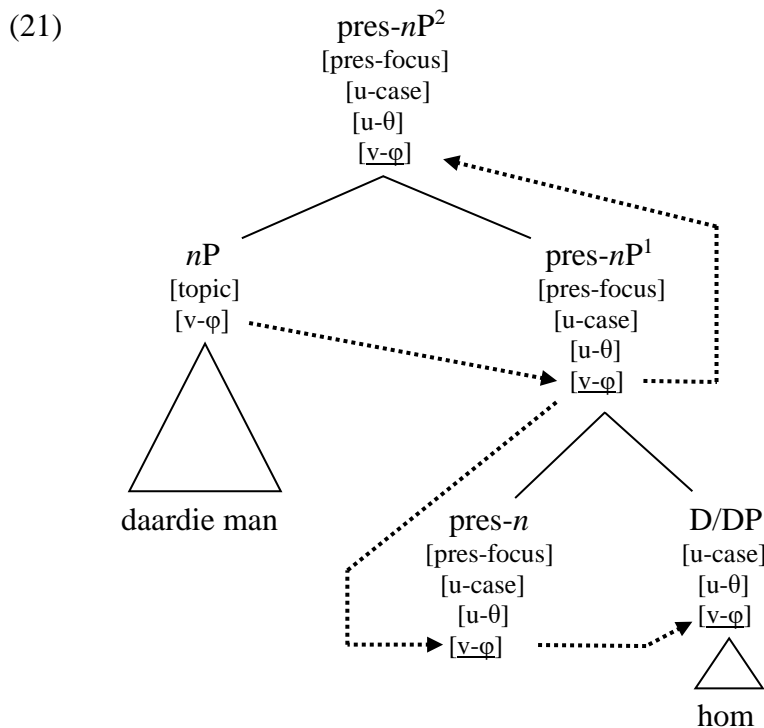 (21)
pres-nP²
[pres-focus]
[u-case]
[u-θ]
[v-φ]
nP pres-nP¹
[topic] [pres-focus]
[v-φ] [u-case]
[u-θ]
[v-φ]
daardie man
pres-n D/DP
[pres-focus] [u-case]
[u-case] [u-θ]
[u-θ] [v-φ]
[v-φ]
hom